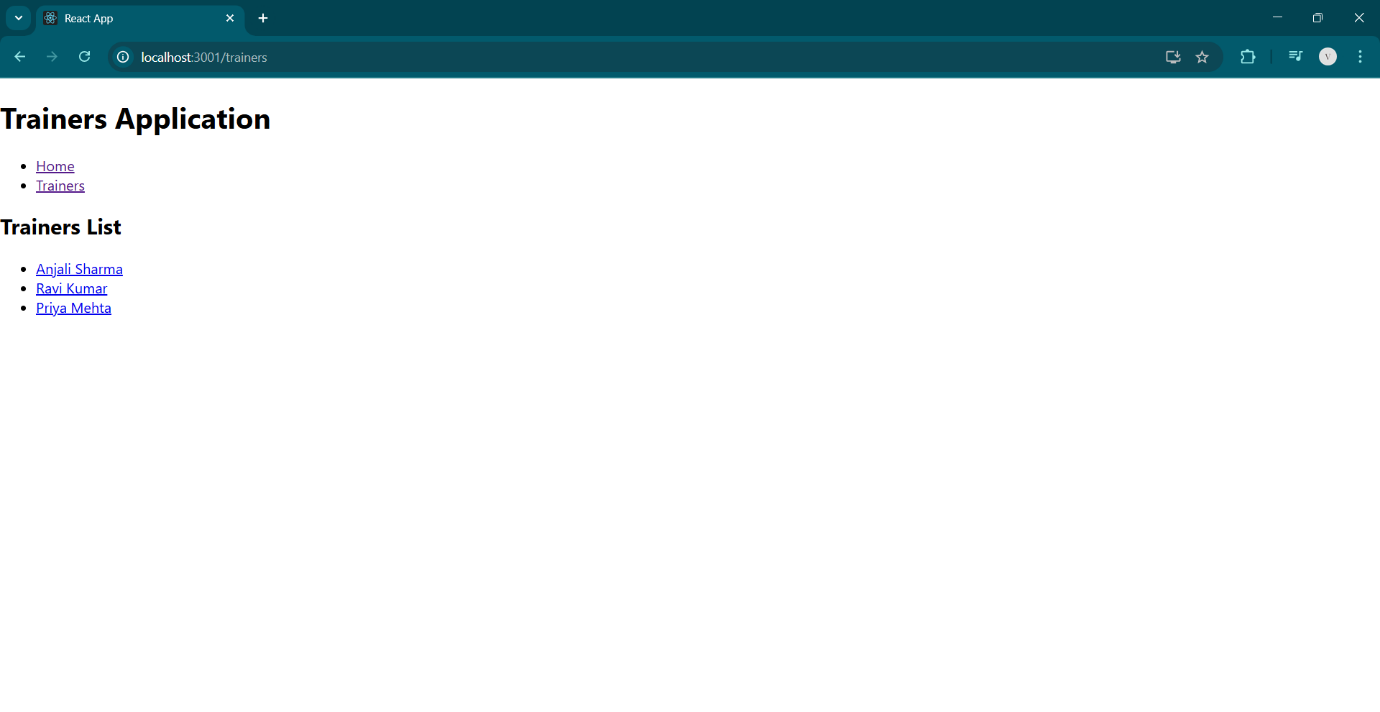 React App
localhost:3001/trainers
Trainers Application
Home
Trainers
Trainers List
Anjali Sharma
Ravi Kumar
Priya Mehta